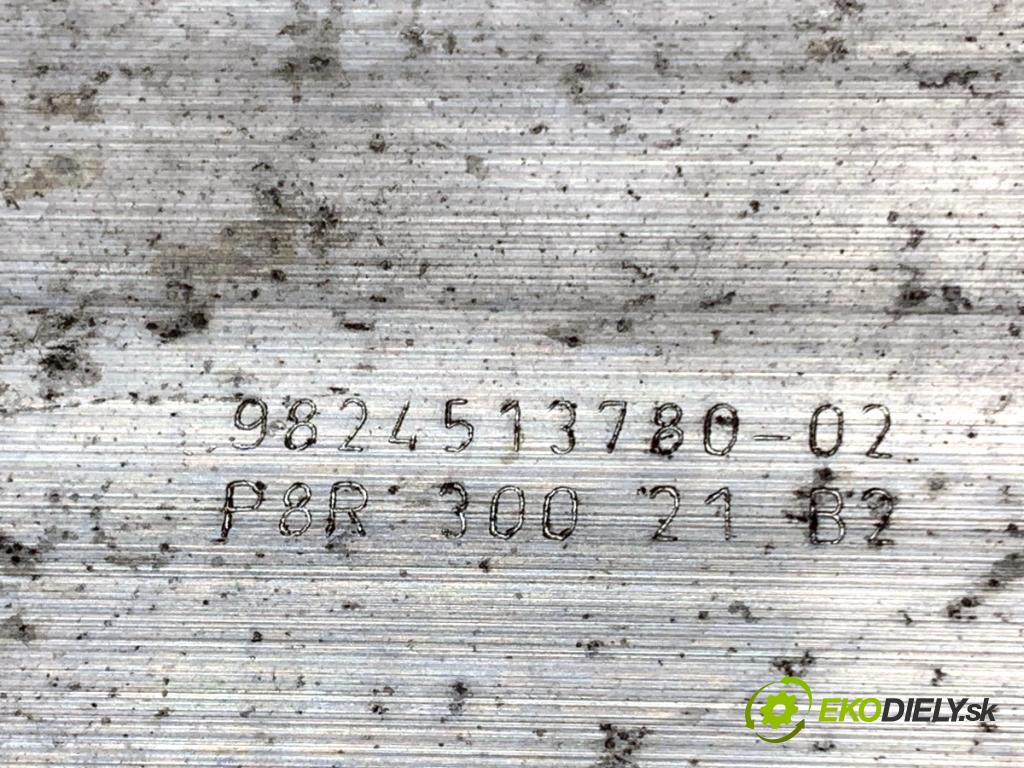 9824513780-02
P8R 300 21 B2
EKODIELY.sk